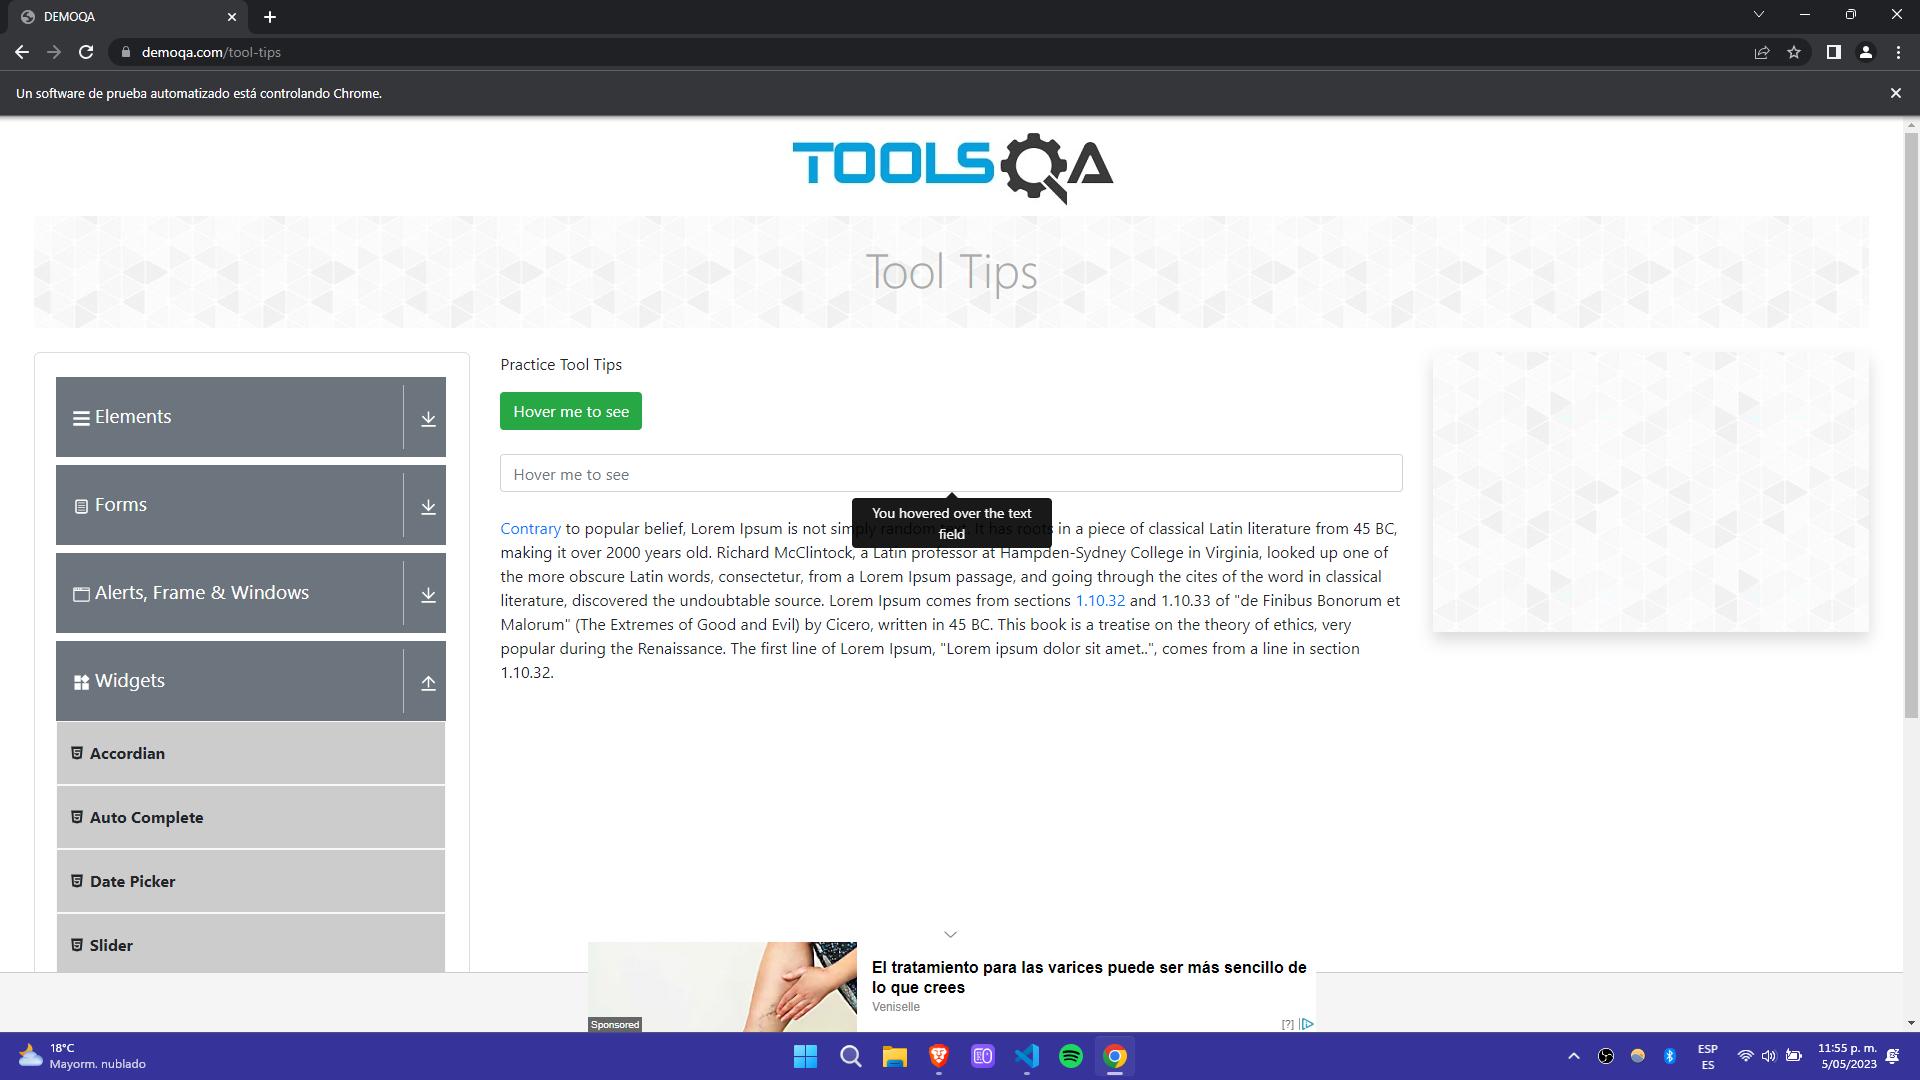 DEMOQA
demoqa.com/tool-tips
Un software de prueba automatizado está controlando Chrome.
TOOLSQA
Tool Tips
Elements
Forms
Alerts, Frame & Windows
Widgets
Accordian
Auto Complete
Date Picker
Slider
Practice Tool Tips
Hover me to see
Hover me to see
You hovered over the text
field
Contrary to popular belief, Lorem Ipsum is not simply random text. It has roots in a piece of classical Latin literature from 45 BC,
making it over 2000 years old. Richard McClintock, a Latin professor at Hampden-Sydney College in Virginia, looked up one of
the more obscure Latin words, consectetur, from a Lorem Ipsum passage, and going through the cites of the word in classical
literature, discovered the undoubtable source. Lorem Ipsum comes from sections 1.10.32 and 1.10.33 of "de Finibus Bonorum et
Malorum" (The Extremes of Good and Evil) by Cicero, written in 45 BC. This book is a treatise on the theory of ethics, very
popular during the Renaissance. The first line of Lorem Ipsum, "Lorem ipsum dolor sit amet..", comes from a line in section
1.10.32.
El tratamiento para las varices puede ser más sencillo de
lo que crees
Veniselle
Sponsored
[?]
18°C
Mayorm. nublado
ESP
ES
11:55 p. m.
5/05/2023